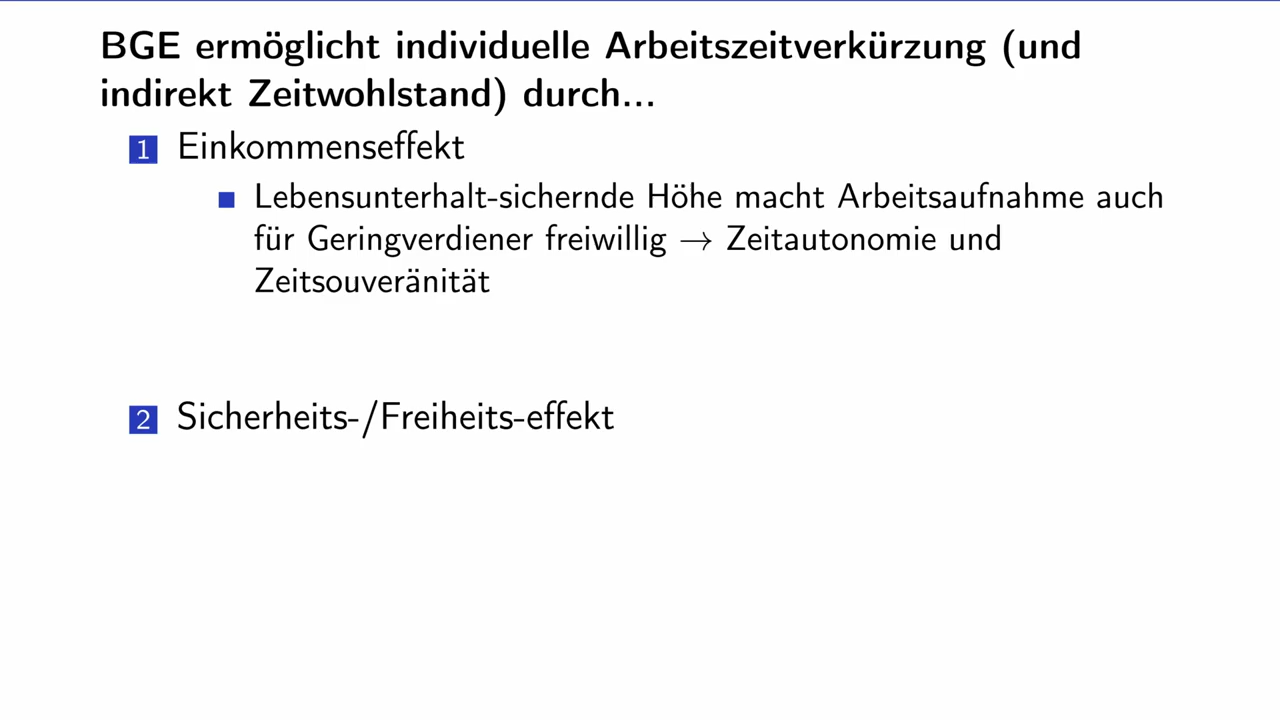 BGE ermöglicht individuelle Arbeitszeitverkürzung (und
indirekt Zeitwohlstand) durch...
1 Einkommenseffekt
Lebensunterhalt-sichernde Höhe macht Arbeitsaufnahme auch
für Geringverdiener freiwillig → Zeitautonomie und
Zeitsouveränität
2 Sicherheits-/Freiheits-effekt